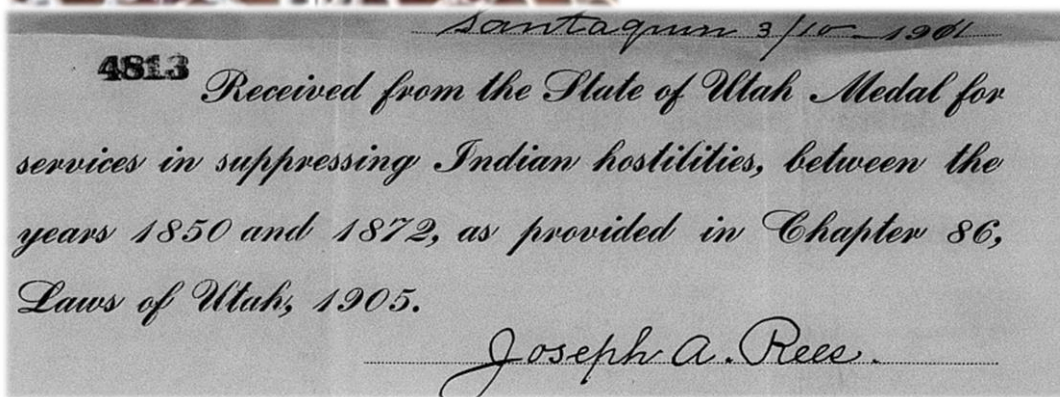 Santaquin 3/10-1901
4813 Received from the State of Utah Medal for
services in suppressing Indian hostilities, between the
years 1850 and 1872, as provided in Chapter 86,
Laws of Utah, 1905.
Joseph A. Rees.